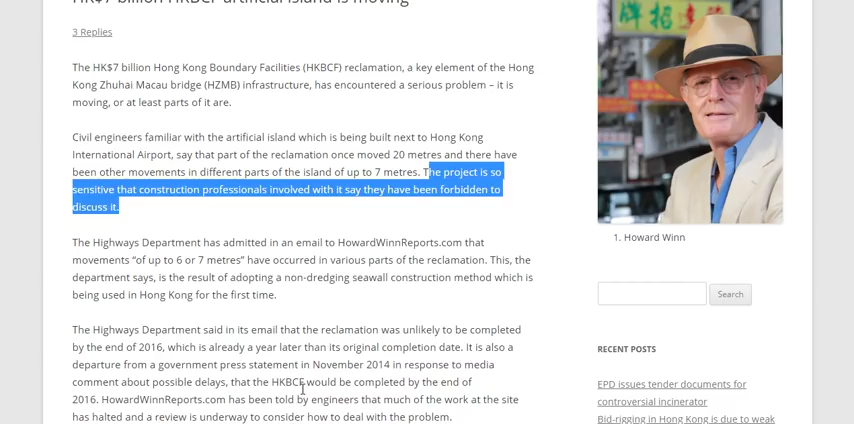 HK$7 billion HKBCF artificial island is moving
3 Replies
The HK$7 billion Hong Kong Boundary Facilities (HKBCF) reclamation, a key element of the Hong
Kong Zhuhai Macau bridge (HZMB) infrastructure, has encountered a serious problem – it is
moving, or at least parts of it are.
Civil engineers familiar with the artificial island which is being built next to Hong Kong
International Airport, say that part of the reclamation once moved 20 metres and there have
been other movements in different parts of the island of up to 7 metres. The project is so
sensitive that construction professionals involved with it say they have been forbidden to
discuss it.
The Highways Department has admitted in an email to HowardWinnReports.com that
movements “of up to 6 or 7 metres” have occurred in various parts of the reclamation. This, the
department says, is the result of adopting a non-dredging seawall construction method which is
being used in Hong Kong for the first time.
The Highways Department said in its email that the reclamation was unlikely to be completed
by the end of 2016, which is already a year later than its original completion date. It is also a
departure from a government press statement in November 2014 in response to media
comment about possible delays, that the HKBCF would be completed by the end of
2016. HowardWinnReports.com has been told by engineers that much of the work at the site
has halted and a review is underway to consider how to deal with the problem.
牌招
1. Howard Winn
Search
RECENT POSTS
EPD issues tender documents for
controversial incinerator
Bid-rigging in Hong Kong is due to weak